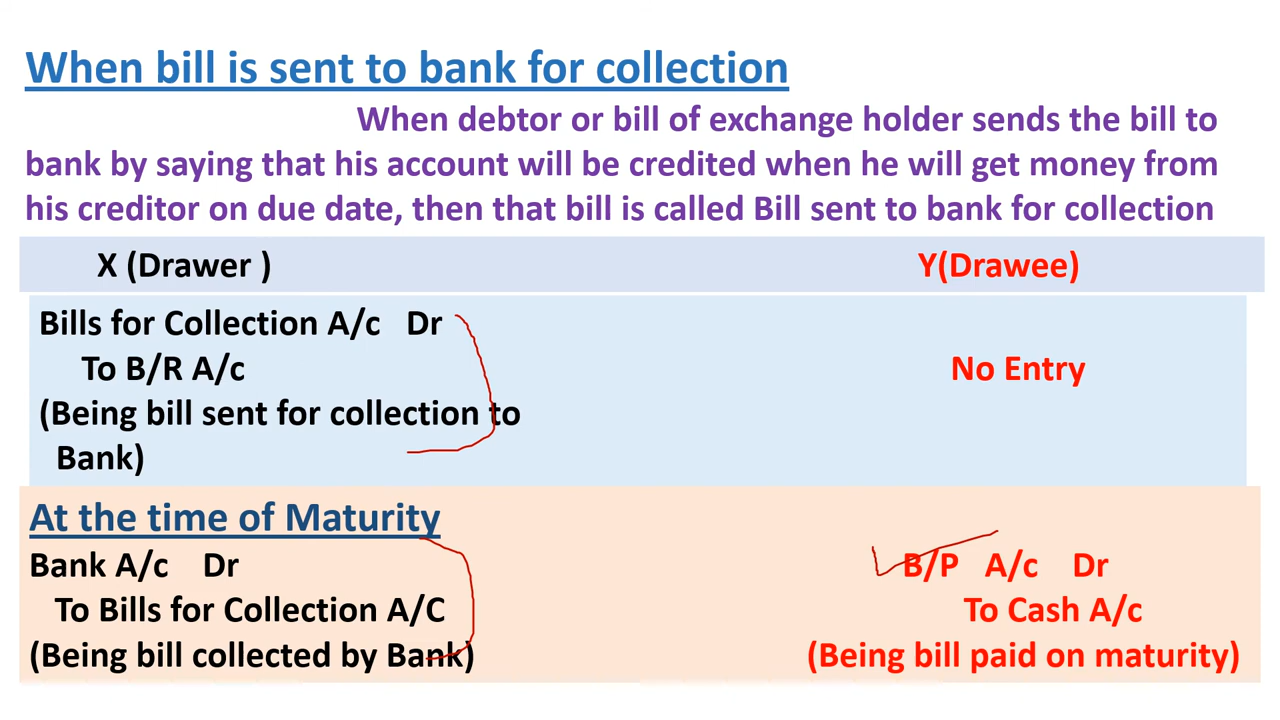 When bill is sent to bank for collection
When debtor or bill of exchange holder sends the bill to
bank by saying that his account will be credited when he will get money from
his creditor on due date, then that bill is called Bill sent to bank for collection
X (Drawer ) Y(Drawee)
Bills for Collection A/c Dr
To B/R A/c No Entry
(Being bill sent for collection to
Bank)
At the time of Maturity
Bank A/c Dr B/P A/c Dr
To Bills for Collection A/C To Cash A/c
(Being bill collected by Bank) (Being bill paid on maturity)